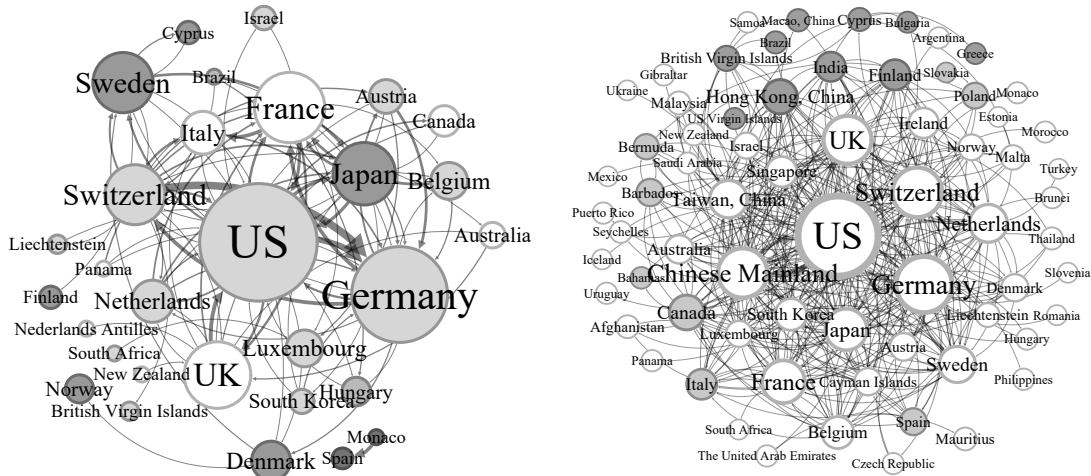 Israel
Cyprus
Sweden
Brazil
France
Austria
Canada
Italy
Japan
Belgium
Switzerland
US
Australia
Liechtenstein
Panama
Finland
Netherlands
Germany
Nederlands Antilles
Luxembourg
South Africa
New Zealand
UK
Norway
British Virgin Islands
South Korea
Hungary
Monaco
Denmark
Spain
Samoa
Macao, China
Cyprus
Bulgaria
Argentina
Brazil
British Virgin Islands
Greece
Gibraltar
India
Finland
Slovakia
Ukraine
Hong Kong, China
Poland
Monaco
Malaysia
US Virgin Islands
Estonia
Bermuda
New Zealand
Israel
UK
Ireland
Morocco
Saudi Arabia
Norway
Malta
Mexico
Singapore
Turkey
Barbados
Taiwan, China
Switzerland
Brunei
Puerto Rico
Netherlands
Seychelles
US
Thailand
Australia
Iceland
Bahamas
Chinese Mainland
Slovenia
Uruguay
Germany
Denmark
Canada
South Korea
Liechtenstein
Romania
Afghanistan
Luxembourg
Japan
Hungary
Austria
Panama
Sweden
Italy
France
Cayman Islands
Philippines
Spain
South Africa
Belgium
Mauritius
The United Arab Emirates
Czech Republic